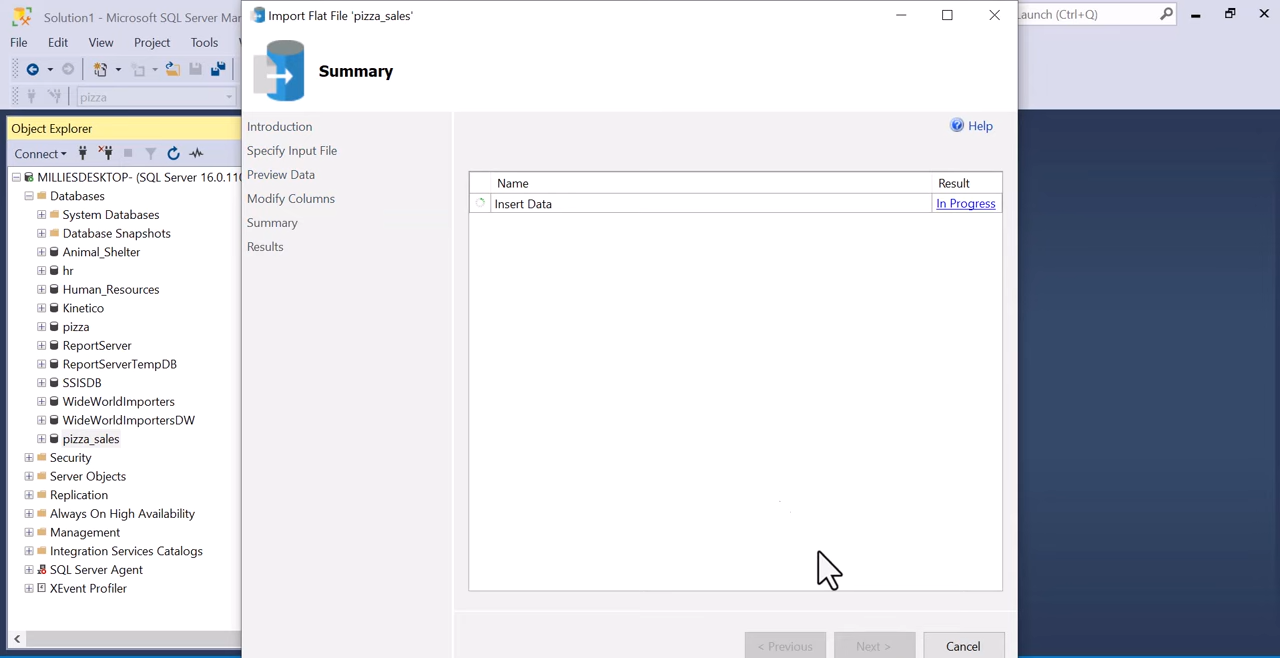 Solution1 - Microsoft SQL Server Mar
File Edit View Project Tools
pizza
Object Explorer
Connect
MILLIESDESKTOP- (SQL Server 16.0.110
Databases
System Databases
Database Snapshots
Animal_Shelter
hr
Human_Resources
Kinetico
pizza
ReportServer
ReportServerTempDB
SSISDB
WideWorldImporters
WideWorldImportersDW
pizza_sales
Security
Server Objects
Replication
Always On High Availability
Management
Integration Services Catalogs
SQL Server Agent
XEvent Profiler
Import Flat File 'pizza_sales'
Summary
Introduction
Specify Input File
Preview Data
Modify Columns
Summary
Results
Help
Name Result
Insert Data In Progress
< Previous Next > Cancel
aunch (Ctrl+Q)